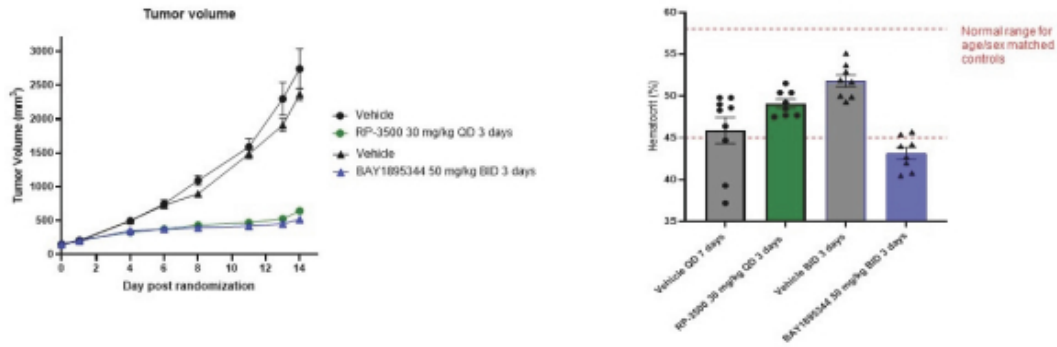 Tumor volume
Tumor Volume (mm³)
3000
2500
2000
1500
1000
500
0
0 2 4 6 8 10 12 14
Day post randomization
Vehicle
RP-3500 30 mg/kg QD 3 days
Vehicle
BAY1895344 50 mg/kg BID 3 days
Hematocrit (%)
60
55
50
45
40
35
Normal range for
age/sex matched
controls
Vehicle QD 7 days
RP-3500 30 mg/kg QD 3 days
Vehicle BID 3 days
BAY1895344 50 mg/kg BID 3 days